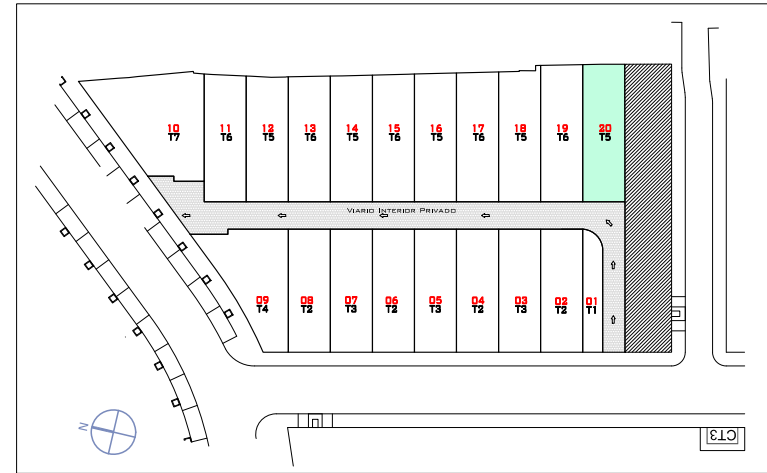 10 11 12 13 14 15 16 17 18 19 20
T7 T6 T5 T6 T5 T6 T5 T6 T5 T6 T5
VIARIO INTERIOR PRIVADO
09 08 07 06 05 04 03 02 01
T4 T2 T3 T2 T3 T2 T3 T2 T1
N
CT3